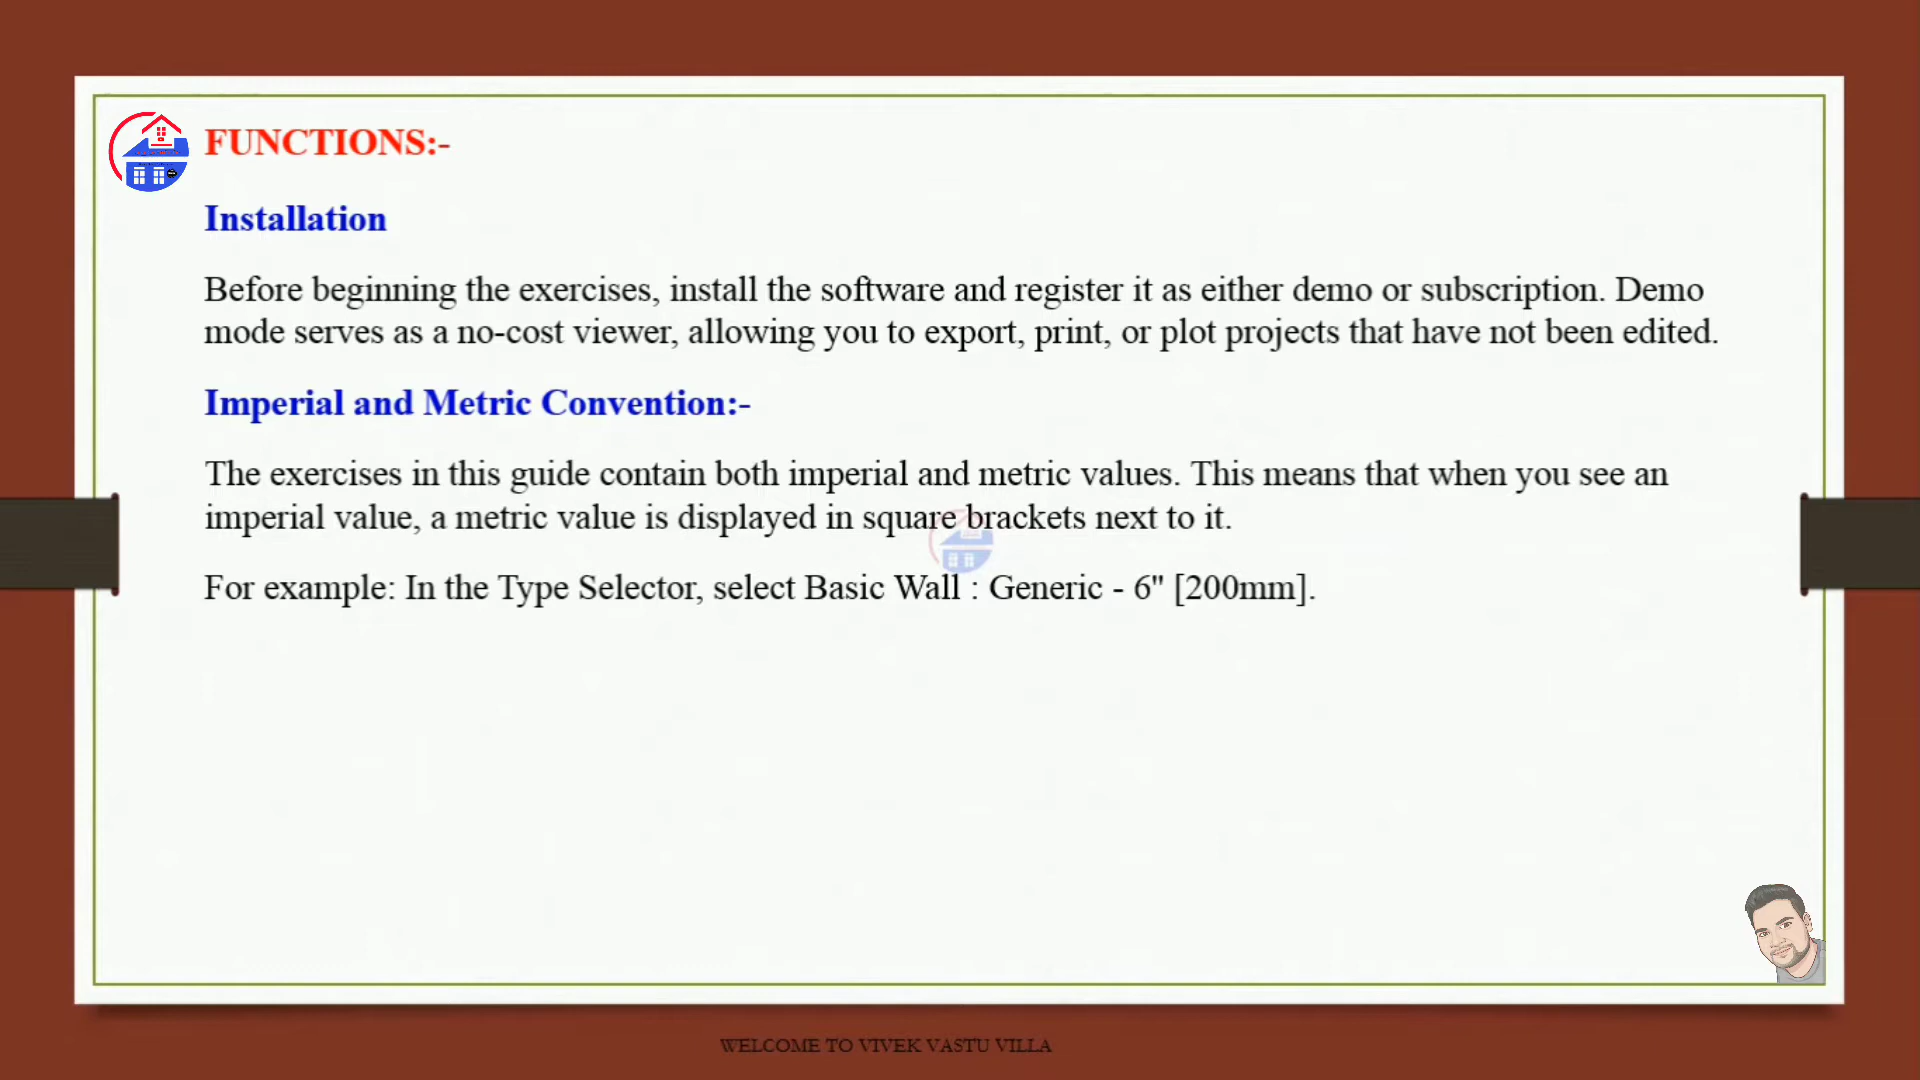 FUNCTIONS:-
Installation
Before beginning the exercises, install the software and register it as either demo or subscription. Demo
mode serves as a no-cost viewer, allowing you to export, print, or plot projects that have not been edited.
Imperial and Metric Convention:-
The exercises in this guide contain both imperial and metric values. This means that when you see an
imperial value, a metric value is displayed in square brackets next to it.
For example: In the Type Selector, select Basic Wall : Generic - 6" [200mm].
WELCOME TO VIVEK VASTU VILLA